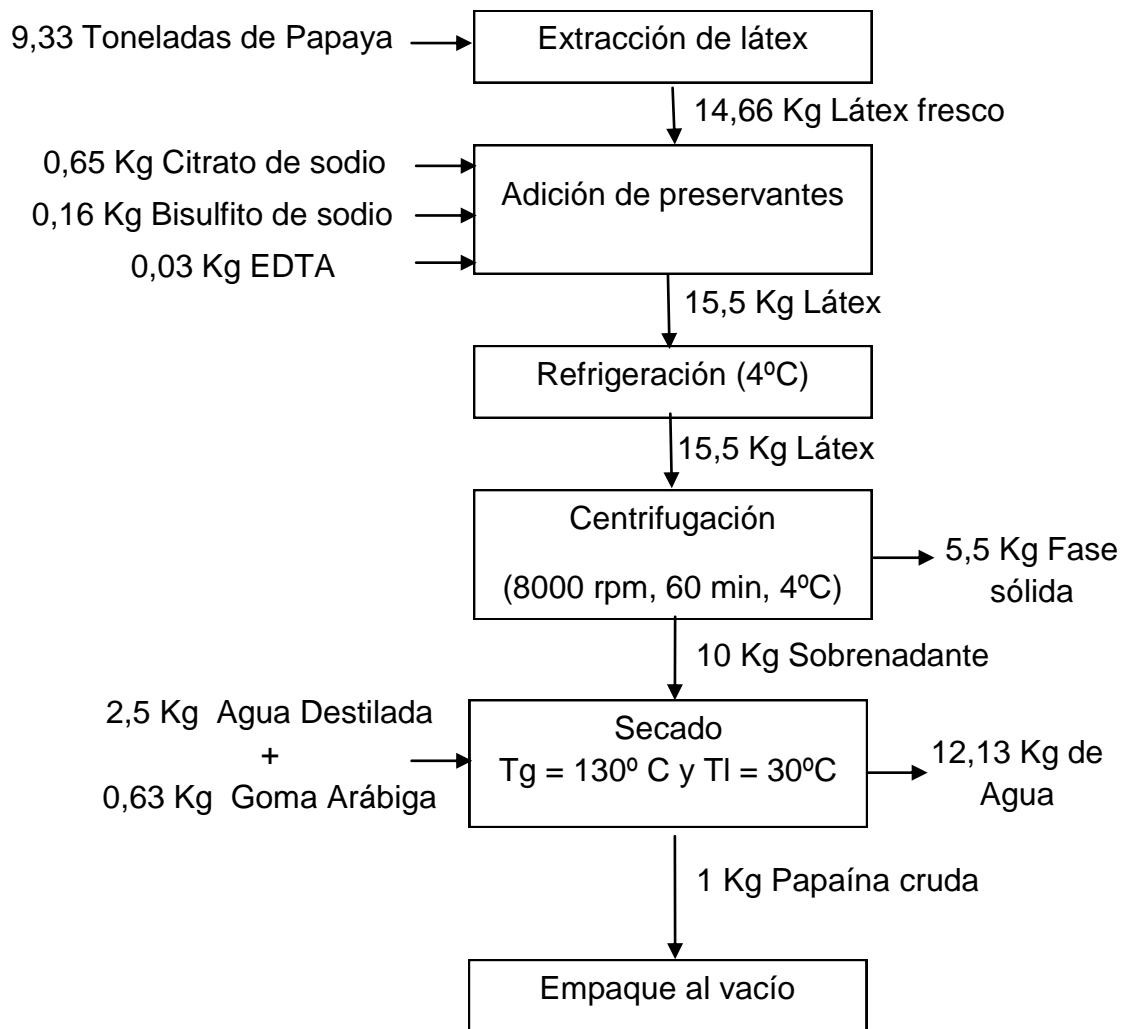 9,33 Toneladas de Papaya
Extracción de látex
14,66 Kg Látex fresco
0,65 Kg Citrato de sodio
0,16 Kg Bisulfito de sodio
0,03 Kg EDTA
Adición de preservantes
15,5 Kg Látex
Refrigeración (4ºC)
15,5 Kg Látex
Centrifugación
(8000 rpm, 60 min, 4ºC)
5,5 Kg Fase
sólida
10 Kg Sobrenadante
2,5 Kg Agua Destilada
+
0,63 Kg Goma Arábiga
Secado
Tg = 130º C y Tl = 30ºC
12,13 Kg de
Agua
1 Kg Papaína cruda
Empaque al vacío